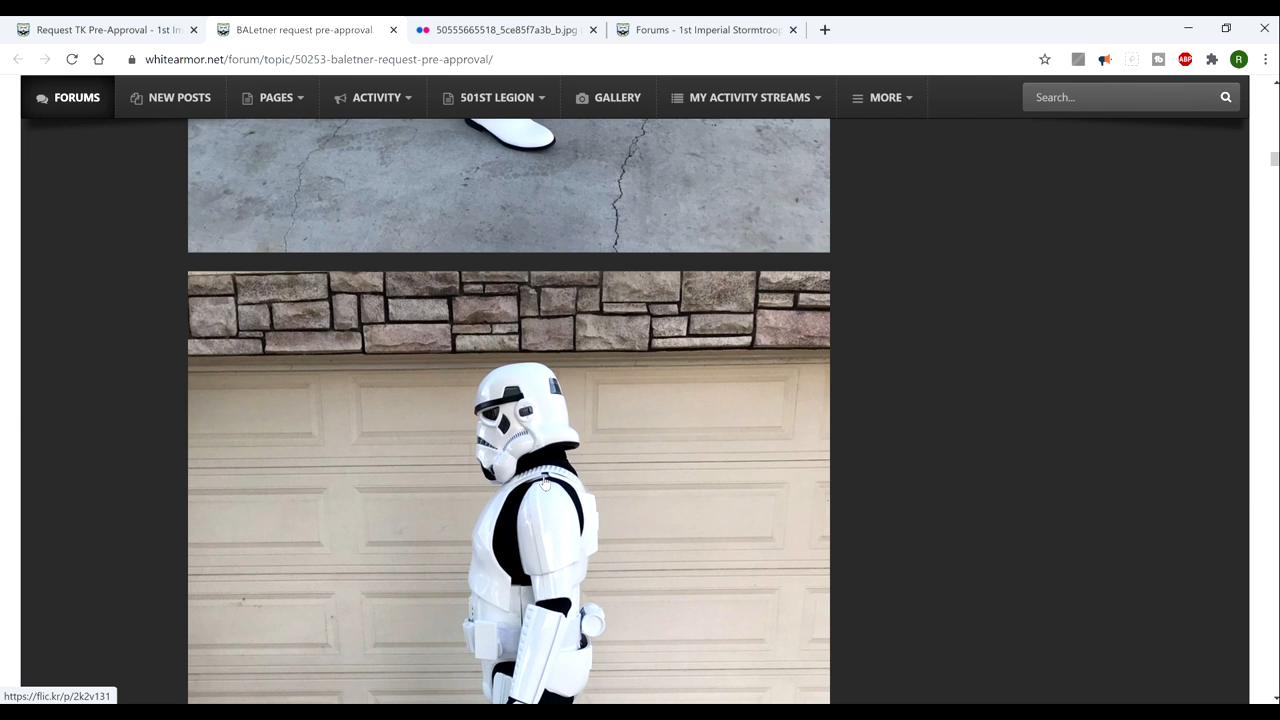 Request TK Pre-Approval - 1st Im
BALetner request pre-approval
50555665518_5ce85f7a3b_b.jpg
Forums - 1st Imperial Stormtroop
whitearmor.net/forum/topic/50253-baletner-request-pre-approval/
ABP
R
FORUMS
NEW POSTS
PAGES
ACTIVITY
501ST LEGION
GALLERY
MY ACTIVITY STREAMS
MORE
Search...
https://flic.kr/p/2k2v131